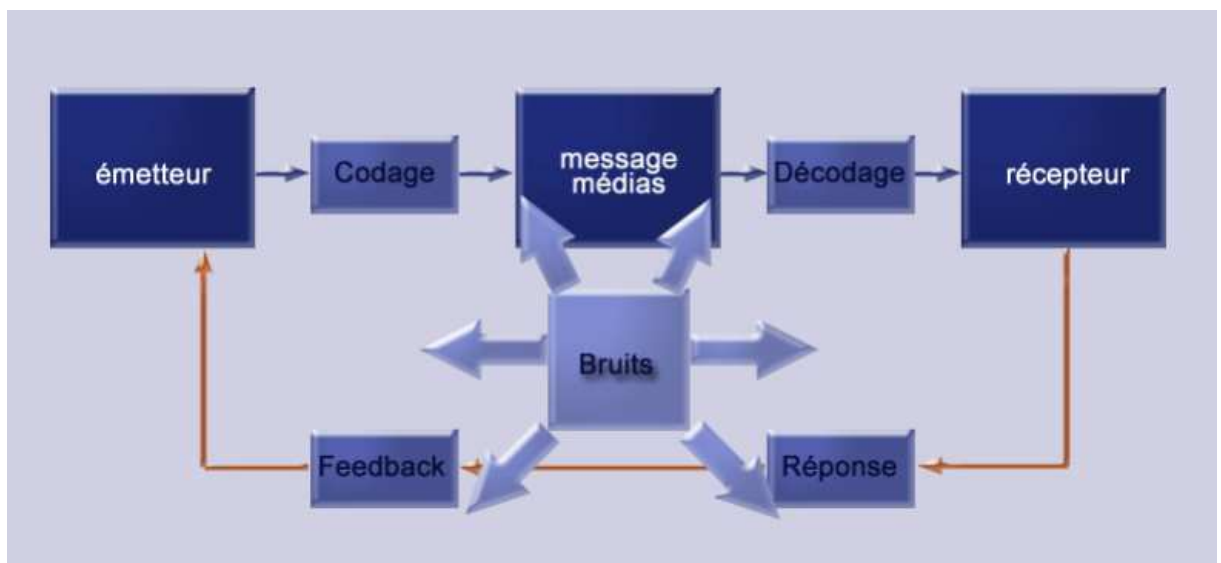 émetteur
Codage
message
médias
Décodage
récepteur
Bruits
Feedback
Réponse